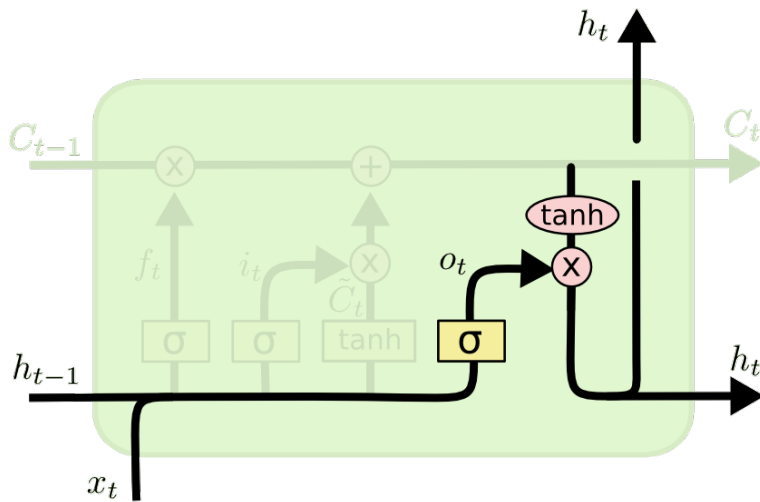 h_t
C_{t-1}
C_t
x
+
tanh
f_t
i_t
x
o_t
x
C̃_t
σ
σ
tanh
σ
h_{t-1}
h_t
x_t